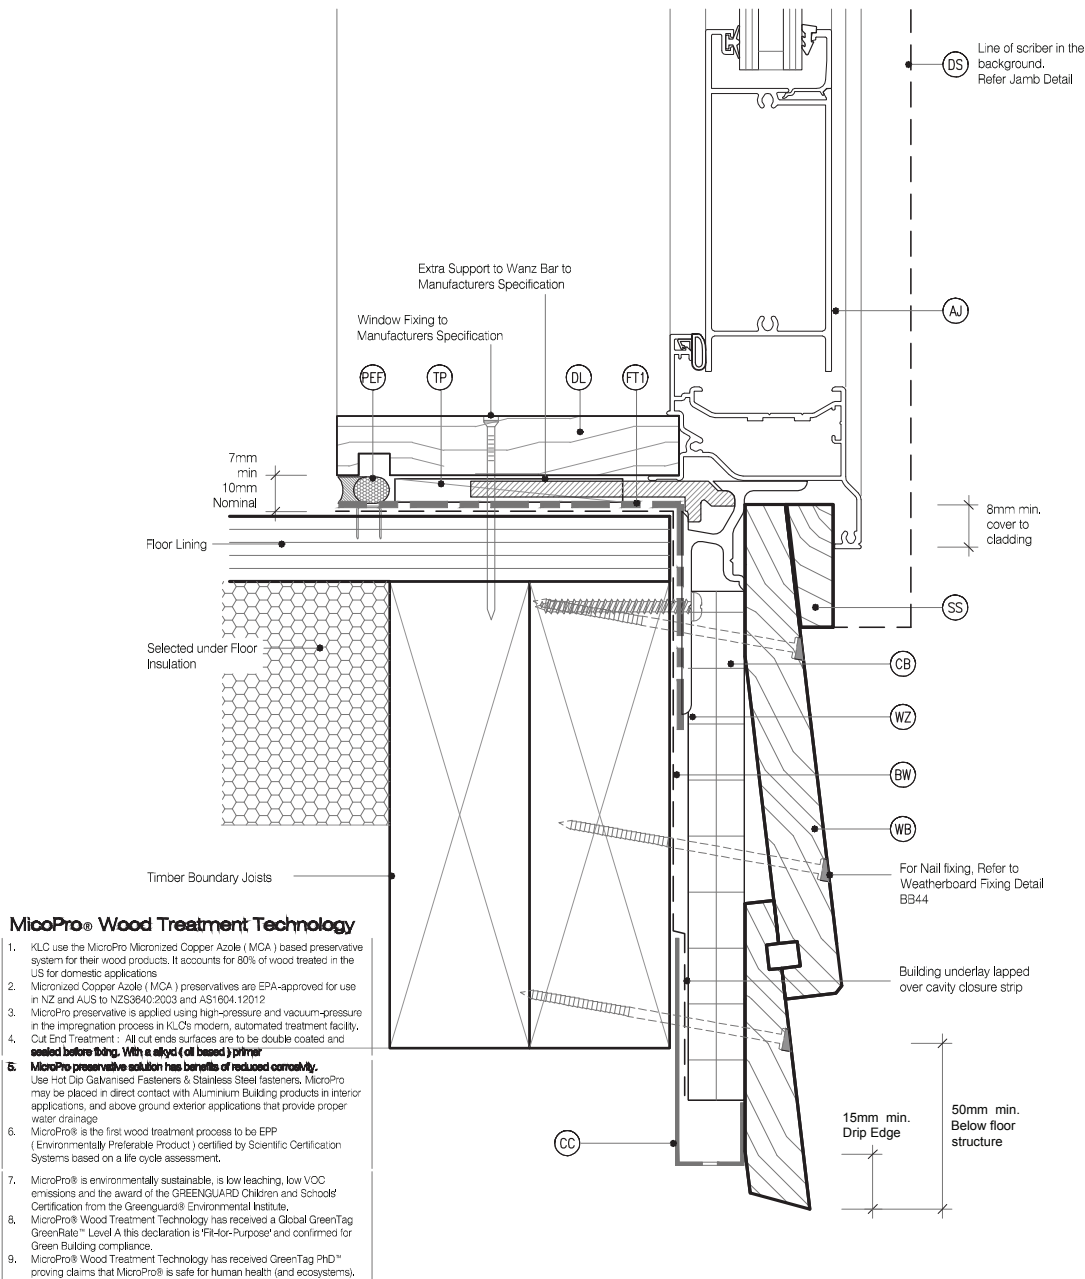 Line of scriber in the
background.
Refer Jamb Detail
DS
AJ
Extra Support to Wanz Bar to
Manufacturers Specification
Window Fixing to
Manufacturers Specification
PEF
TP
DL
FT1
7mm
min
10mm
Nominal
8mm min.
cover to
cladding
Floor Lining
SS
Selected under Floor
Insulation
CB
WZ
BW
WB
Timber Boundary Joists
For Nail fixing, Refer to
Weatherboard Fixing Detail
BB44
Building underlay lapped
over cavity closure strip
15mm min.
Drip Edge
50mm min.
Below floor
structure
CC
MicoPro® Wood Treatment Technology
1. KLC use the MicroPro Micronized Copper Azole ( MCA ) based preservative
system for their wood products. It accounts for 80% of wood treated in the
US for domestic applications
2. Micronized Copper Azole ( MCA ) preservatives are EPA-approved for use
in NZ and AUS to NZS3640:2003 and AS1604.12012
3. MicroPro preservative is applied using high-pressure and vacuum-pressure
in the impregnation process in KLC's modern, automated treatment facility.
4. Cut End Treatment : All cut ends surfaces are to be double coated and
sealed before fixing. With a alkyd ( oil based ) primer
5. MicroPro preservative solution has benefits of reduced corrosivity.
Use Hot Dip Galvanised Fasteners & Stainless Steel fasteners. MicroPro
may be placed in direct contact with Aluminium Building products in interior
applications, and above ground exterior applications that provide proper
water drainage
6. MicroPro® is the first wood treatment process to be EPP
( Environmentally Preferable Product ) certified by Scientific Certification
Systems based on a life cycle assessment.
7. MicroPro® is environmentally sustainable, is low leaching, low VOC
emissions and the award of the GREENGUARD Children and Schools'
Certification from the Greenguard® Environmental Institute.
8. MicroPro® Wood Treatment Technology has received a Global GreenTag
GreenRate™ Level A this declaration is 'Fit-for-Purpose' and confirmed for
Green Building compliance.
9. MicroPro® Wood Treatment Technology has received GreenTag PhD™
proving claims that MicroPro® is safe for human health (and ecosystems).